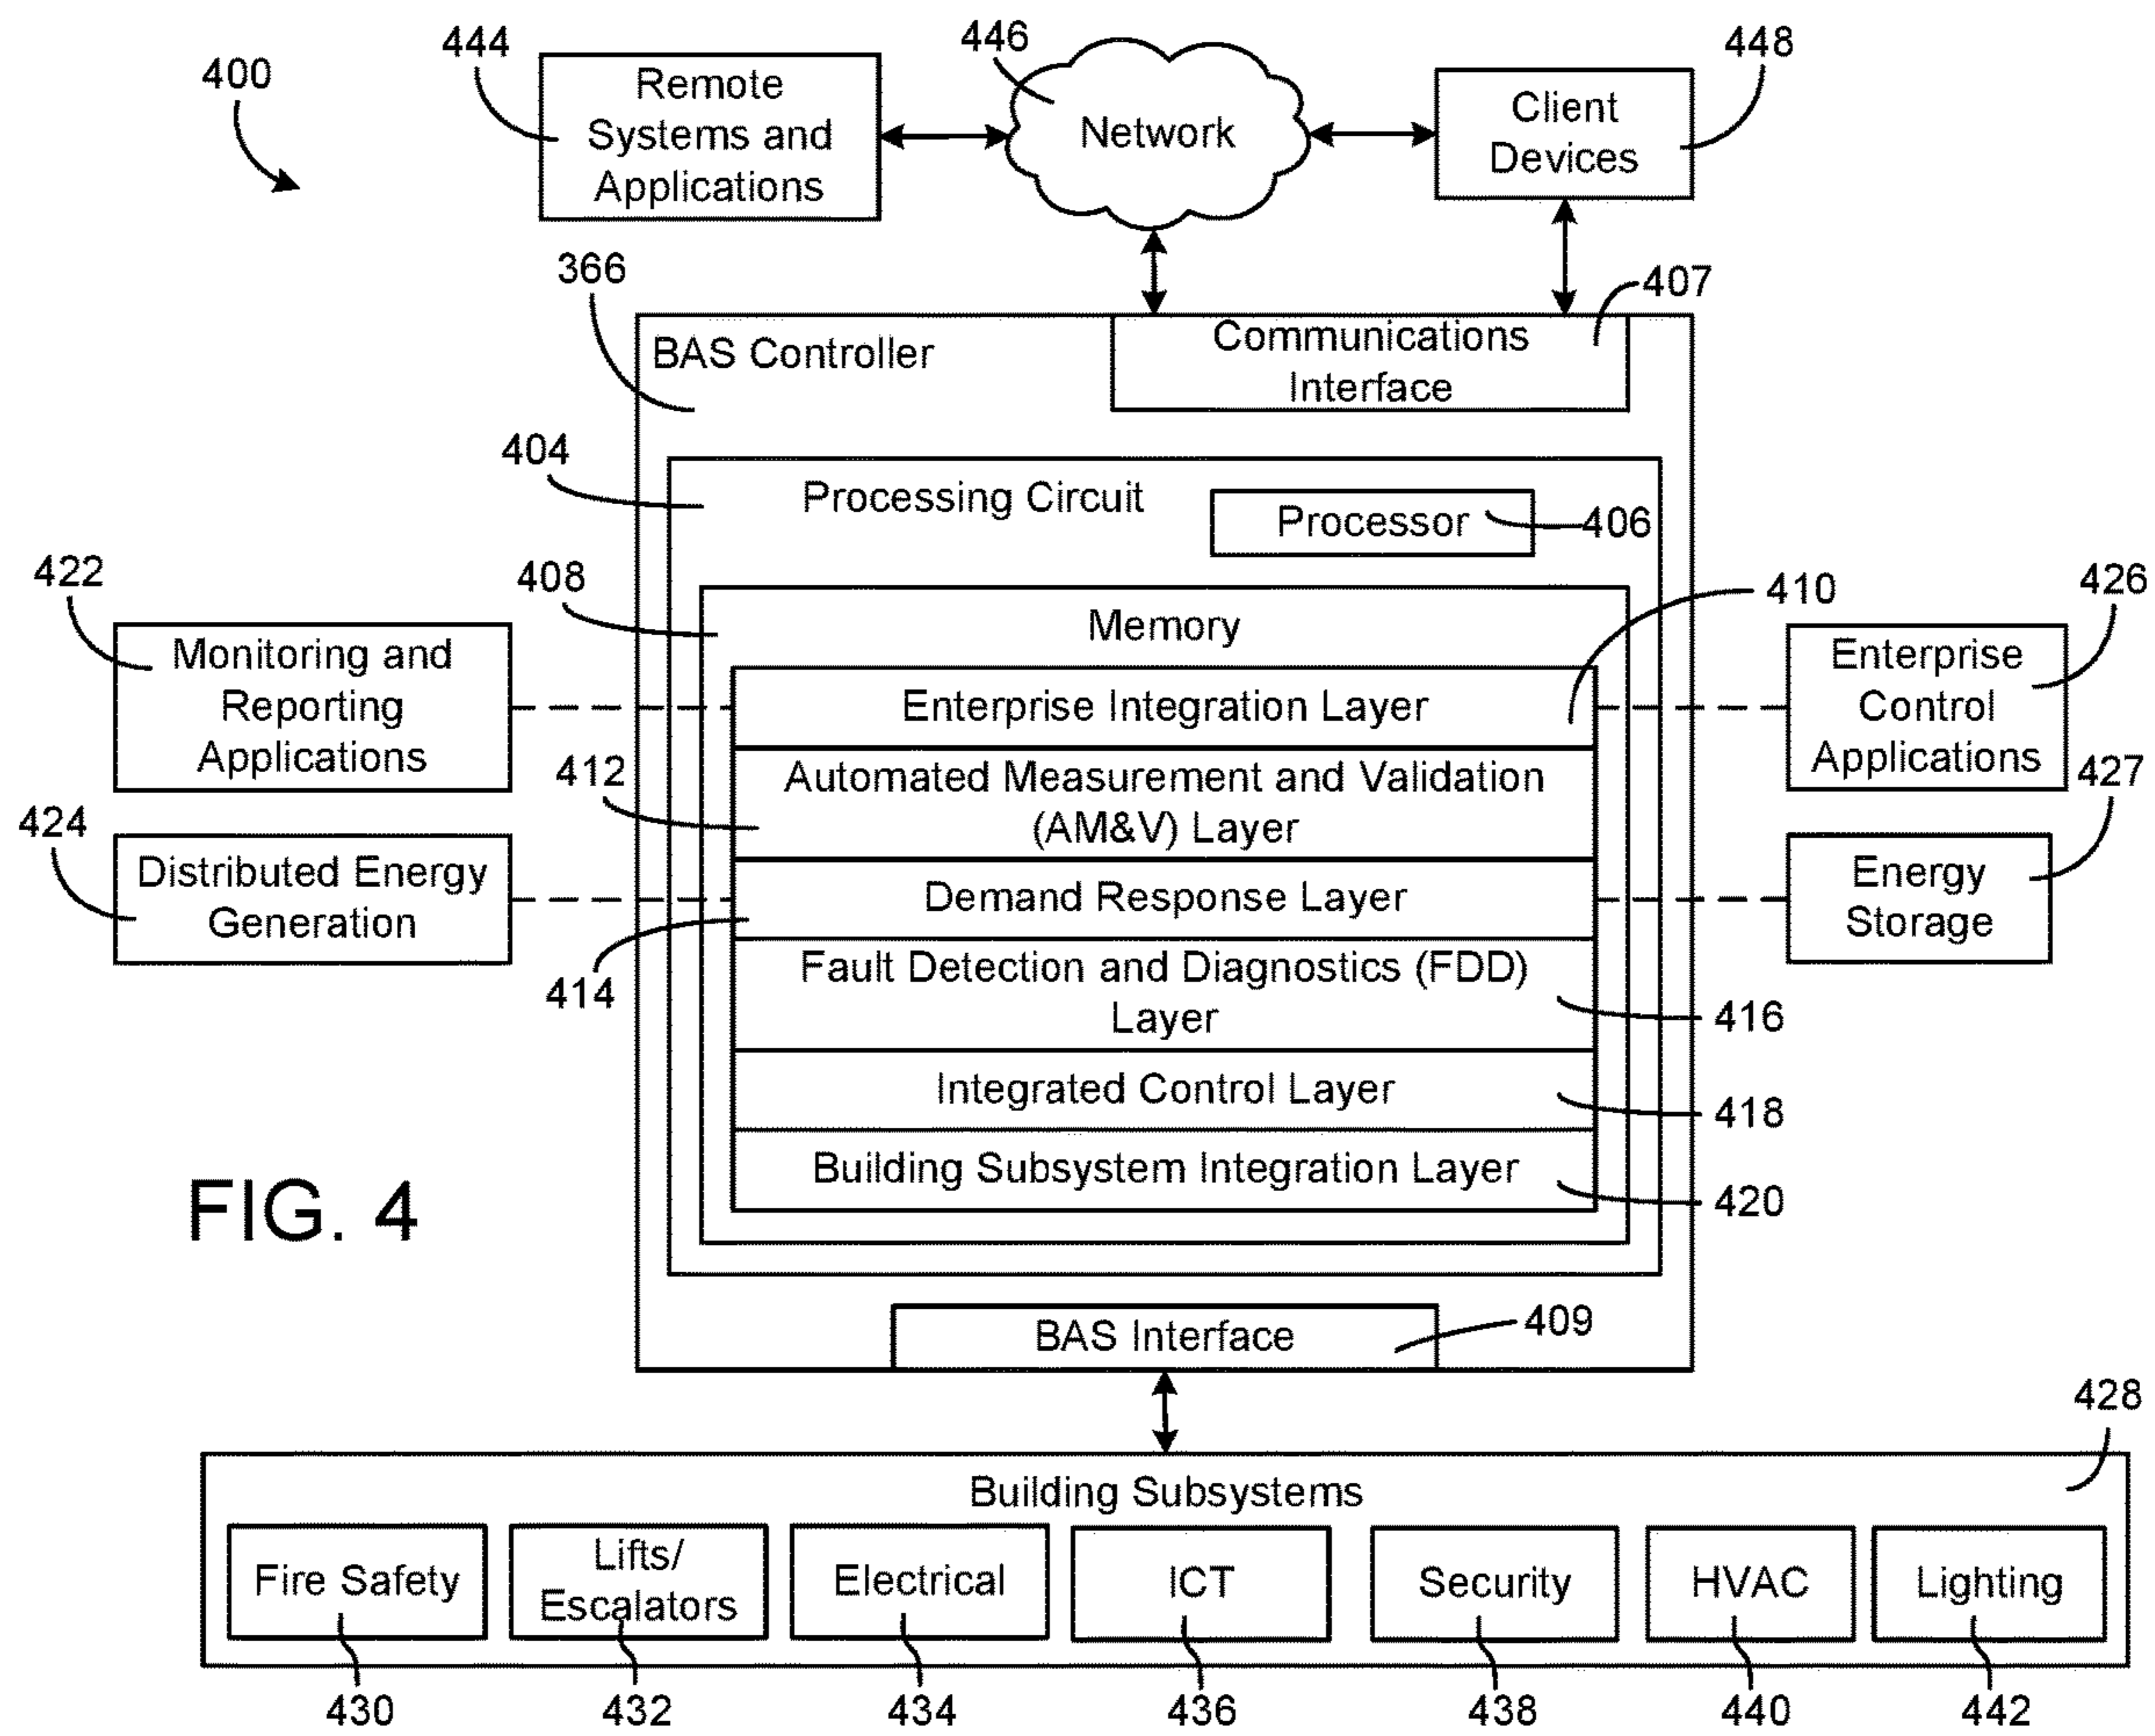 400
444
Remote
Systems and
Applications
446
Network
Client
Devices
448
366
BAS Controller
Communications
Interface
407
404
Processing Circuit
Processor
406
408
Memory
410
422
Monitoring and
Reporting
Applications
Enterprise Integration Layer
426
Enterprise
Control
Applications
412
Automated Measurement and Validation
(AM&V) Layer
427
424
Distributed Energy
Generation
Demand Response Layer
Energy
Storage
414
Fault Detection and Diagnostics (FDD)
Layer
416
Integrated Control Layer
418
Building Subsystem Integration Layer
420
FIG. 4
BAS Interface
409
428
Building Subsystems
Fire Safety
Lifts/
Escalators
Electrical
ICT
Security
HVAC
Lighting
430
432
434
436
438
440
442